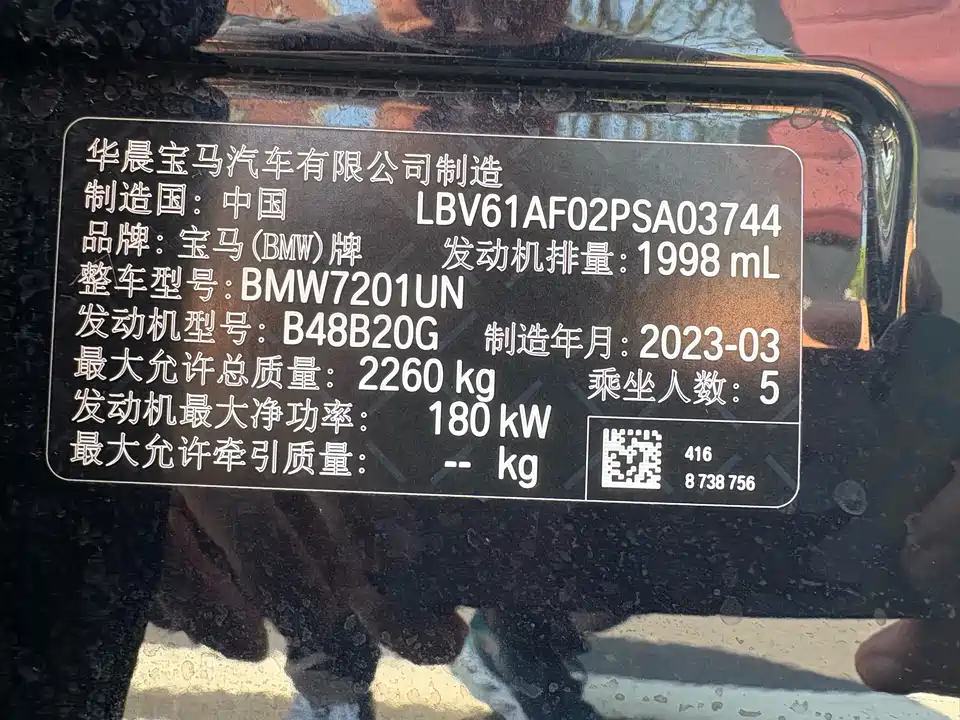 华晨宝马汽车有限公司制造
制造国：中国 LBV61AF02PSA03744
品牌：宝马(BMW)牌 发动机排量：1998 mL
整车型号：BMW7201UN
发动机型号：B48B20G 制造年月：2023-03
最大允许总质量：2260 kg 乘坐人数：5
发动机最大净功率：180 kW
最大允许牵引质量：-- kg
416
8 738 756